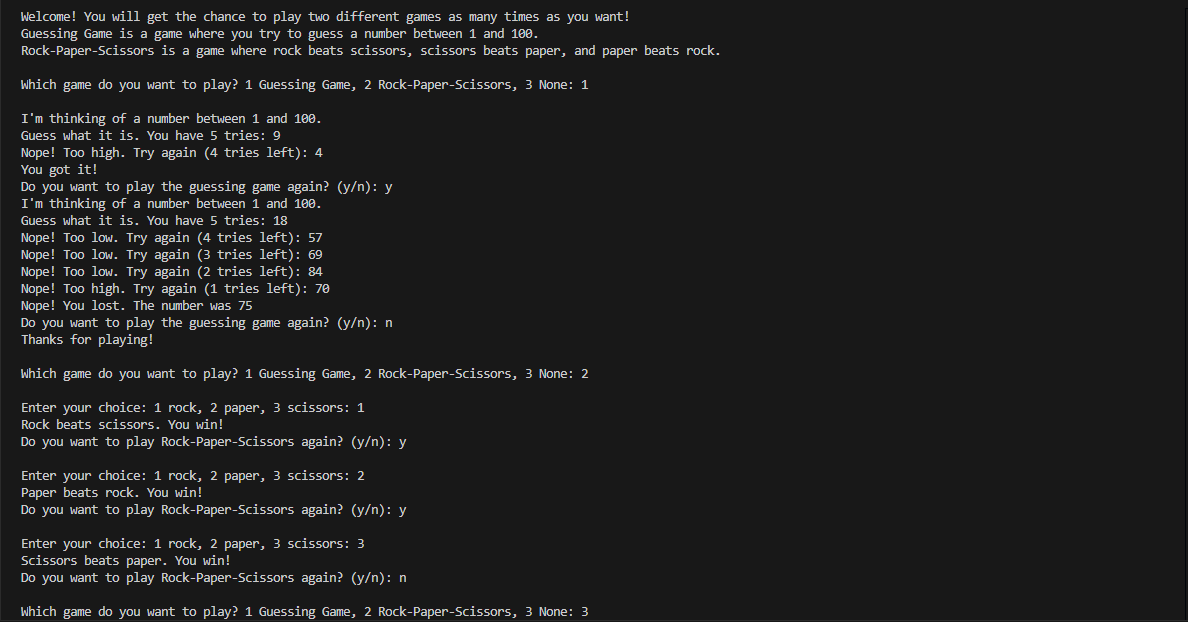 Welcome! You will get the chance to play two different games as many times as you want!
Guessing Game is a game where you try to guess a number between 1 and 100.
Rock-Paper-Scissors is a game where rock beats scissors, scissors beats paper, and paper beats rock.
Which game do you want to play? 1 Guessing Game, 2 Rock-Paper-Scissors, 3 None: 1
I'm thinking of a number between 1 and 100.
Guess what it is. You have 5 tries: 9
Nope! Too high. Try again (4 tries left): 4
You got it!
Do you want to play the guessing game again? (y/n): y
I'm thinking of a number between 1 and 100.
Guess what it is. You have 5 tries: 18
Nope! Too low. Try again (4 tries left): 57
Nope! Too low. Try again (3 tries left): 69
Nope! Too low. Try again (2 tries left): 84
Nope! Too high. Try again (1 tries left): 70
Nope! You lost. The number was 75
Do you want to play the guessing game again? (y/n): n
Thanks for playing!
Which game do you want to play? 1 Guessing Game, 2 Rock-Paper-Scissors, 3 None: 2
Enter your choice: 1 rock, 2 paper, 3 scissors: 1
Rock beats scissors. You win!
Do you want to play Rock-Paper-Scissors again? (y/n): y
Enter your choice: 1 rock, 2 paper, 3 scissors: 2
Paper beats rock. You win!
Do you want to play Rock-Paper-Scissors again? (y/n): y
Enter your choice: 1 rock, 2 paper, 3 scissors: 3
Scissors beats paper. You win!
Do you want to play Rock-Paper-Scissors again? (y/n): n
Which game do you want to play? 1 Guessing Game, 2 Rock-Paper-Scissors, 3 None: 3